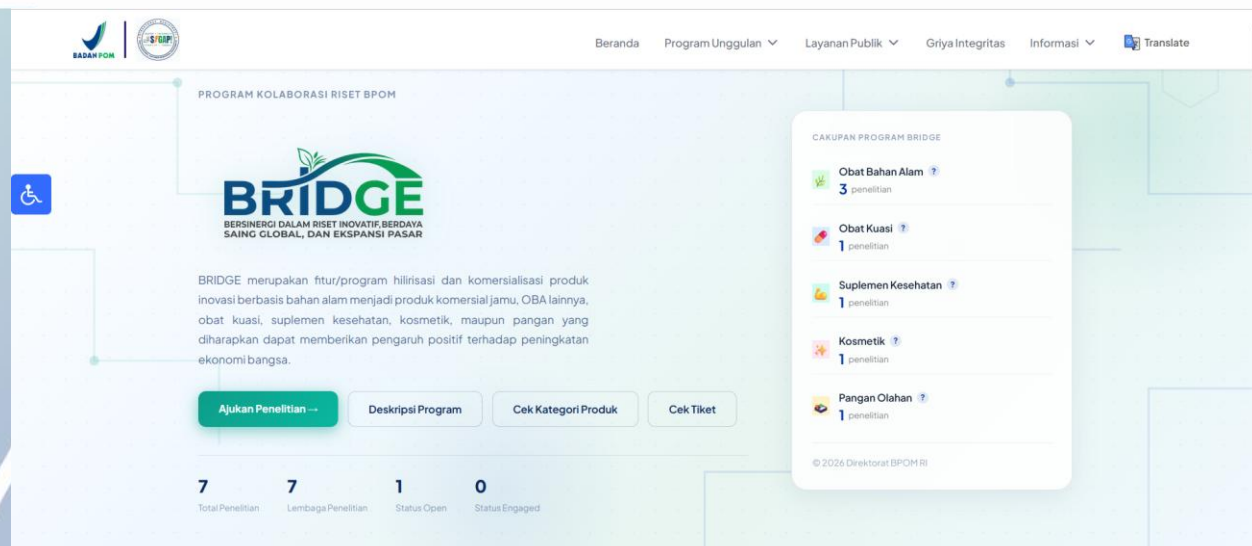 BADAN POM
SFGAP
Beranda
Program Unggulan
Layanan Publik
Griya Integritas
Informasi
Translate
PROGRAM KOLABORASI RISET BPOM
BRIDGE
BERSINERGI DALAM RISET INOVATIF,BERDAYA
SAING GLOBAL, DAN EKSPANSI PASAR
BRIDGE merupakan fitur/program hilirisasi dan komersialisasi produk
inovasi berbasis bahan alam menjadi produk komersial jamu, OBA lainnya,
obat kuasi, suplemen kesehatan, kosmetik, maupun pangan yang
diharapkan dapat memberikan pengaruh positif terhadap peningkatan
ekonomi bangsa.
Ajukan Penelitian →
Deskripsi Program
Cek Kategori Produk
Cek Tiket
7
Total Penelitian
7
Lembaga Penelitian
1
Status Open
0
Status Engaged
CAKUPAN PROGRAM BRIDGE
Obat Bahan Alam ?
3 penelitian
Obat Kuasi ?
1 penelitian
Suplemen Kesehatan ?
1 penelitian
Kosmetik ?
1 penelitian
Pangan Olahan ?
1 penelitian
© 2026 Direktorat BPOM RI